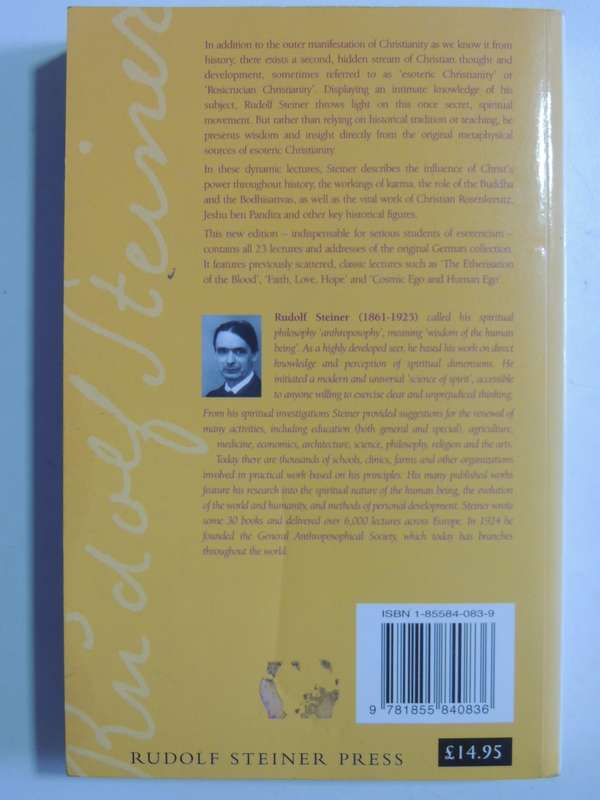 In addition to the outer manifestation of Christianity as we know it from
history, there exists a second, hidden stream of Christian thought and
development, sometimes referred to as 'esoteric Christianity' or
'Rosicrucian Christianity'. Displaying an intimate knowledge of his
subject, Rudolf Steiner throws light on this once secret, spiritual
movement. But rather than relying on historical tradition or teaching, he
presents wisdom and insight directly from the original metaphysical
sources of esoteric Christianity.
In these dynamic lectures, Steiner describes the influence of Christ's
power throughout history, the workings of karma, the role of the Buddha
and the Bodhisattvas, as well as the vital work of Christian Rosenkreutz,
Jeshu ben Pandira and other key historical figures.
This new edition – indispensable for serious students of esotericism –
contains all 23 lectures and addresses of the original German collection.
It features previously scattered, classic lectures such as 'The Etherisation
of the Blood', 'Faith, Love, Hope' and 'Cosmic Ego and Human Ego'.
Rudolf Steiner (1861-1925) called his spiritual
philosophy 'anthroposophy', meaning 'wisdom of the human
being'. As a highly developed seer, he based his work on direct
knowledge and perception of spiritual dimensions. He
initiated a modern and universal 'science of spirit', accessible
to anyone willing to exercise clear and unprejudiced thinking.
From his spiritual investigations Steiner provided suggestions for the renewal of
many activities, including education (both general and special), agriculture,
medicine, economics, architecture, science, philosophy, religion and the arts.
Today there are thousands of schools, clinics, farms and other organizations
involved in practical work based on his principles. His many published works
feature his research into the spiritual nature of the human being, the evolution
of the world and humanity, and methods of personal development. Steiner wrote
some 30 books and delivered over 6,000 lectures across Europe. In 1924 he
founded the General Anthroposophical Society, which today has branches
throughout the world.
Rudolf Steiner
ISBN 1-85584-083-9
9 781855 840836
RUDOLF STEINER PRESS
£14.95